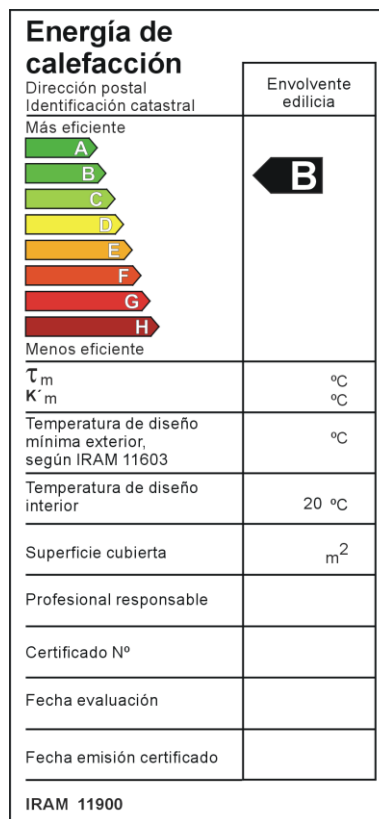 Energía de
calefacción
Dirección postal
Identificación catastral
Envolvente
edilicia
Más eficiente
A
B
C
D
E
F
G
H
Menos eficiente
B
τm ºC
K´m ºC
Temperatura de diseño
mínima exterior,
según IRAM 11603
ºC
Temperatura de diseño
interior
20 ºC
Superficie cubierta
m2
Profesional responsable
Certificado Nº
Fecha evaluación
Fecha emisión certificado
IRAM 11900